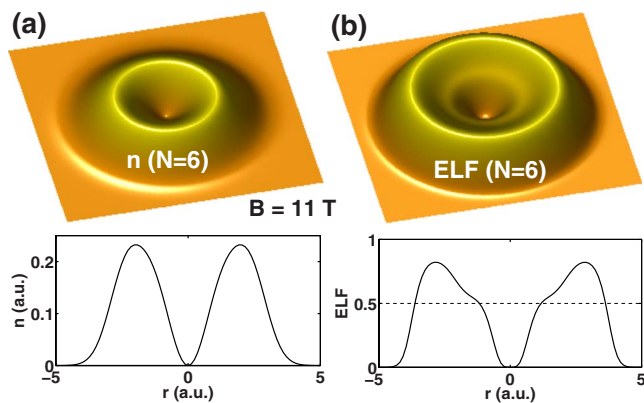 (a)
n (N=6)
(b)
ELF (N=6)
B = 11 T
n (a.u.)
0.2
0.1
0
−5
0
5
r (a.u.)
ELF
1
0.5
0
−5
0
5
r (a.u.)